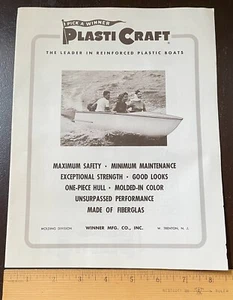 PICK A WINNER
PLASTI CRAFT
THE LEADER IN REINFORCED PLASTIC BOATS
MAXIMUM SAFETY • MINIMUM MAINTENANCE
EXCEPTIONAL STRENGTH • GOOD LOOKS
ONE-PIECE HULL • MOLDED-IN COLOR
UNSURPASSED PERFORMANCE
MADE OF FIBERGLAS
MOLDING DIVISION WINNER MFG. CO., INC. W. TRENTON, N. J.